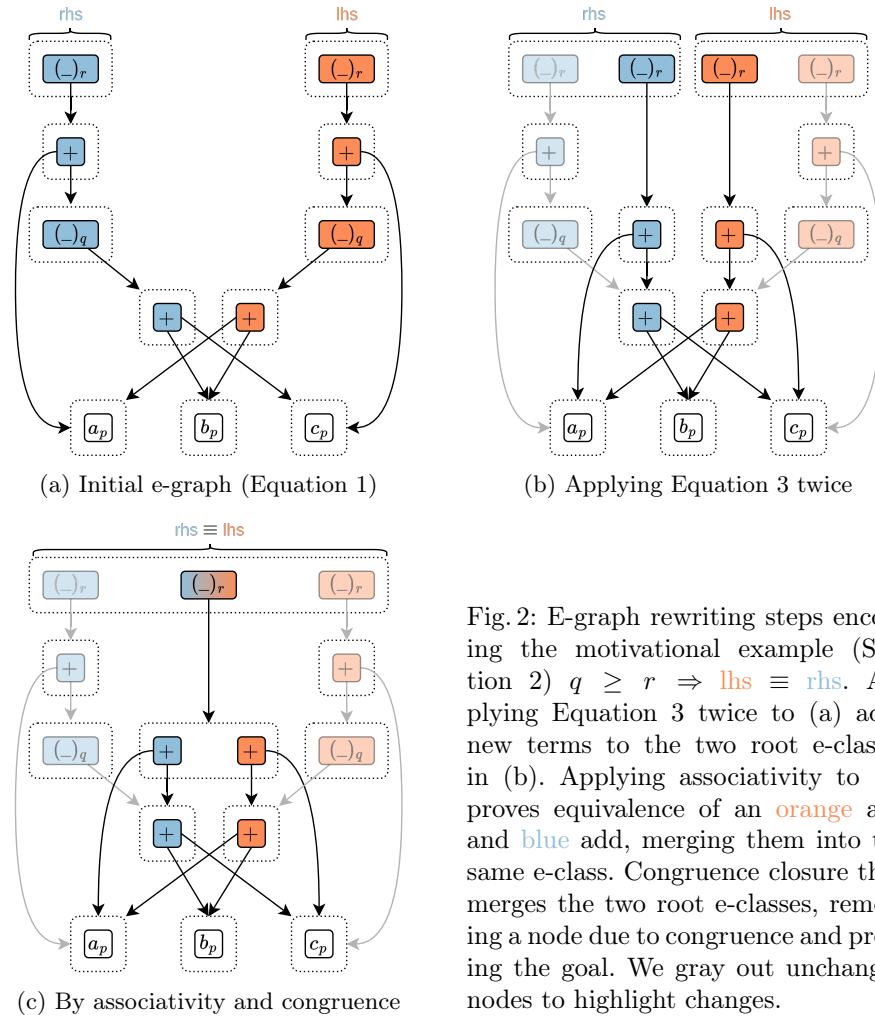 rhs lhs
(_)r (_)r
+ +
(_)q (_)q
+ +
aₚ bₚ cₚ
(a) Initial e-graph (Equation 1)
rhs lhs
(_)r (_)r (_)r (_)r
+ +
(_)q + + (_)q
+ +
aₚ bₚ cₚ
(b) Applying Equation 3 twice
rhs ≡ lhs
(_)r (_)r (_)r
+ +
(_)q + + (_)q
+ +
aₚ bₚ cₚ
(c) By associativity and congruence
Fig. 2: E-graph rewriting steps enco
ing the motivational example (S
tion 2) q ≥ r ⇒ lhs ≡ rhs. A
plying Equation 3 twice to (a) ad
new terms to the two root e-class
in (b). Applying associativity to
proves equivalence of an orange a
and blue add, merging them into t
same e-class. Congruence closure th
merges the two root e-classes, remo
ing a node due to congruence and pro
ing the goal. We gray out unchang
nodes to highlight changes.